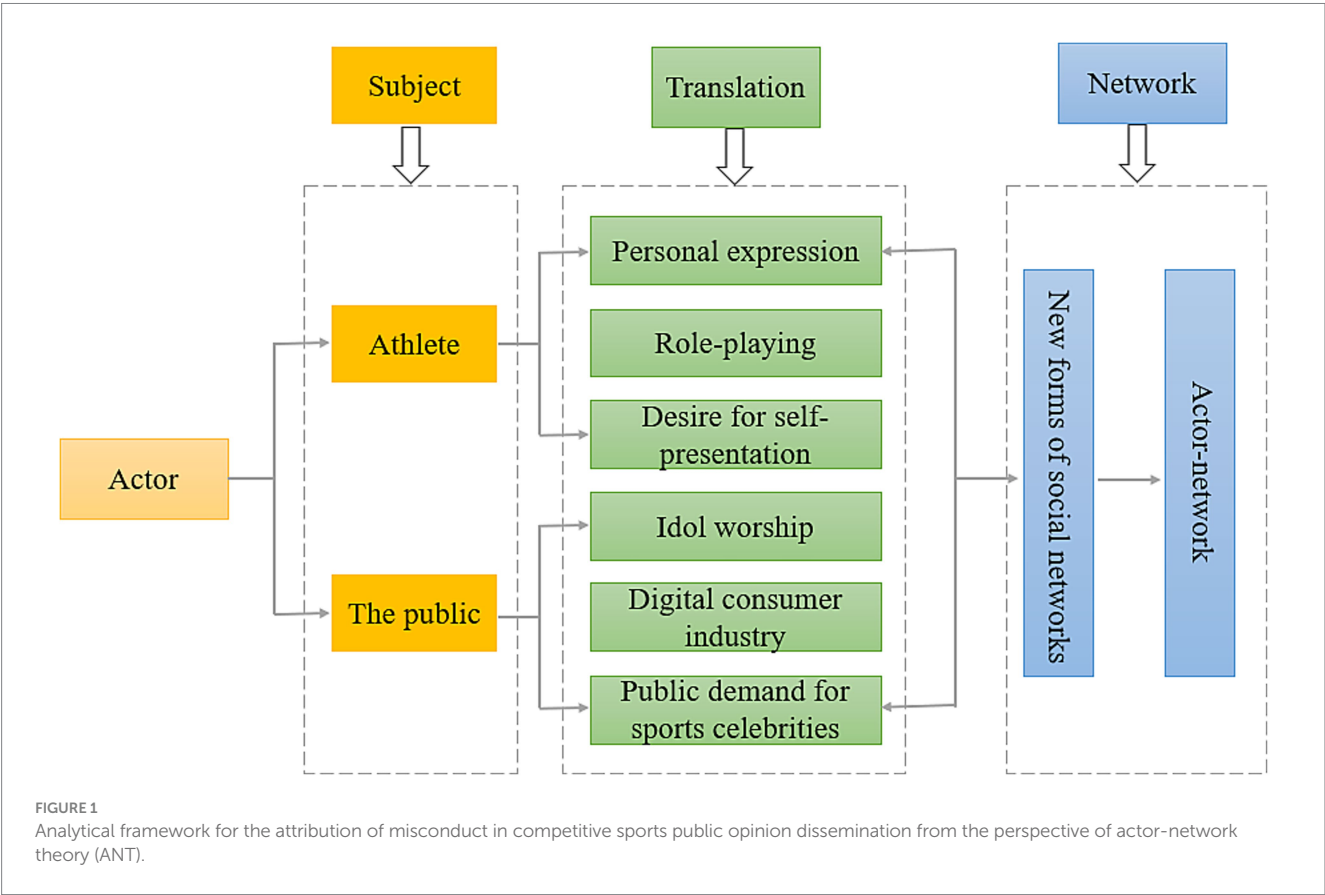 Subject
Translation
Network
Personal expression
Role-playing
Athlete
Desire for self-
presentation
Actor
Idol worship
The public
Digital consumer
industry
Public demand for
sports celebrities
New forms of social networks
Actor-network
FIGURE 1
Analytical framework for the attribution of misconduct in competitive sports public opinion dissemination from the perspective of actor-network
theory (ANT).